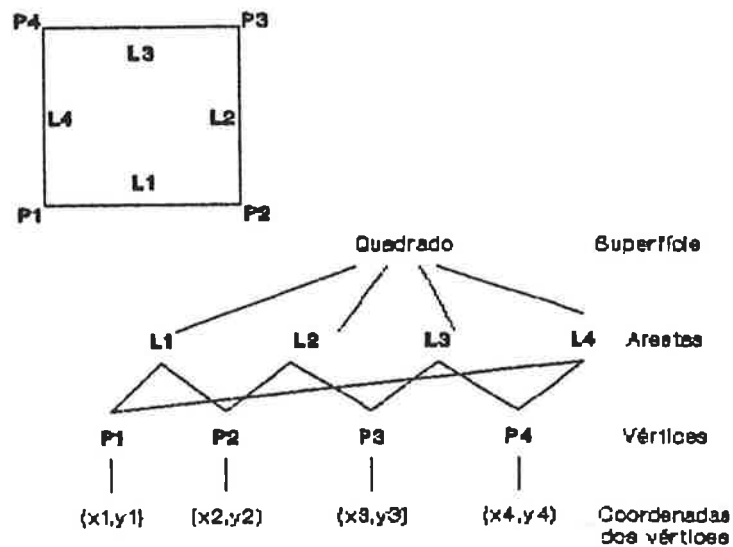 P4 P3
L3
L4 L2
L1
P1 P2
Quadrado Superfície
L1 L2 L3 L4 Arestas
P1 P2 P3 P4 Vértices
(x1,y1) (x2,y2) (x3,y3) (x4,y4) Coordenadas
dos vértices